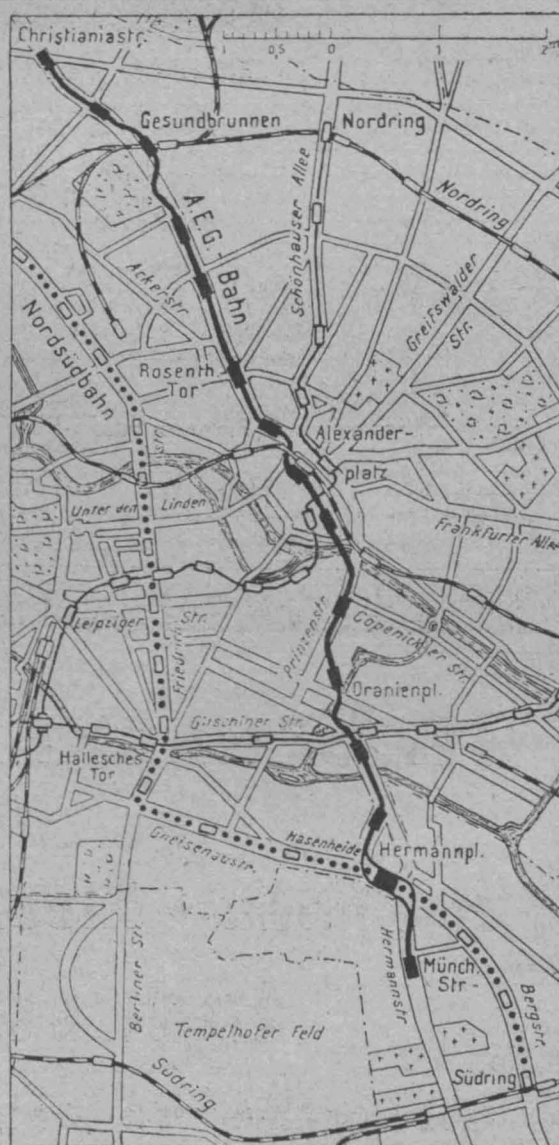 Christianiastr.
1 0,5 0 1 2
Gesundbrunnen
Nordring
Nordring
A.E.G.-Bahn
Schönhauser Allee
Ackerstr
Greifswalder
Str.
Nordsüdbahn
Rosenth.
Tor
Alexander-
platz
Unter den Linden
Frankfurter Allee
Leipziger Str.
Friedrich
Prinzenstr
Copenicker Str.
Oranienpl.
Gitschiner Str.
Hallesches
Tor
Gneisenaustr.
Hasenheide
Hermannpl.
Hermannstr
Münch.
Str-
Bergstr.
Berliner Str.
Tempelhofer Feld
Südring
Südring